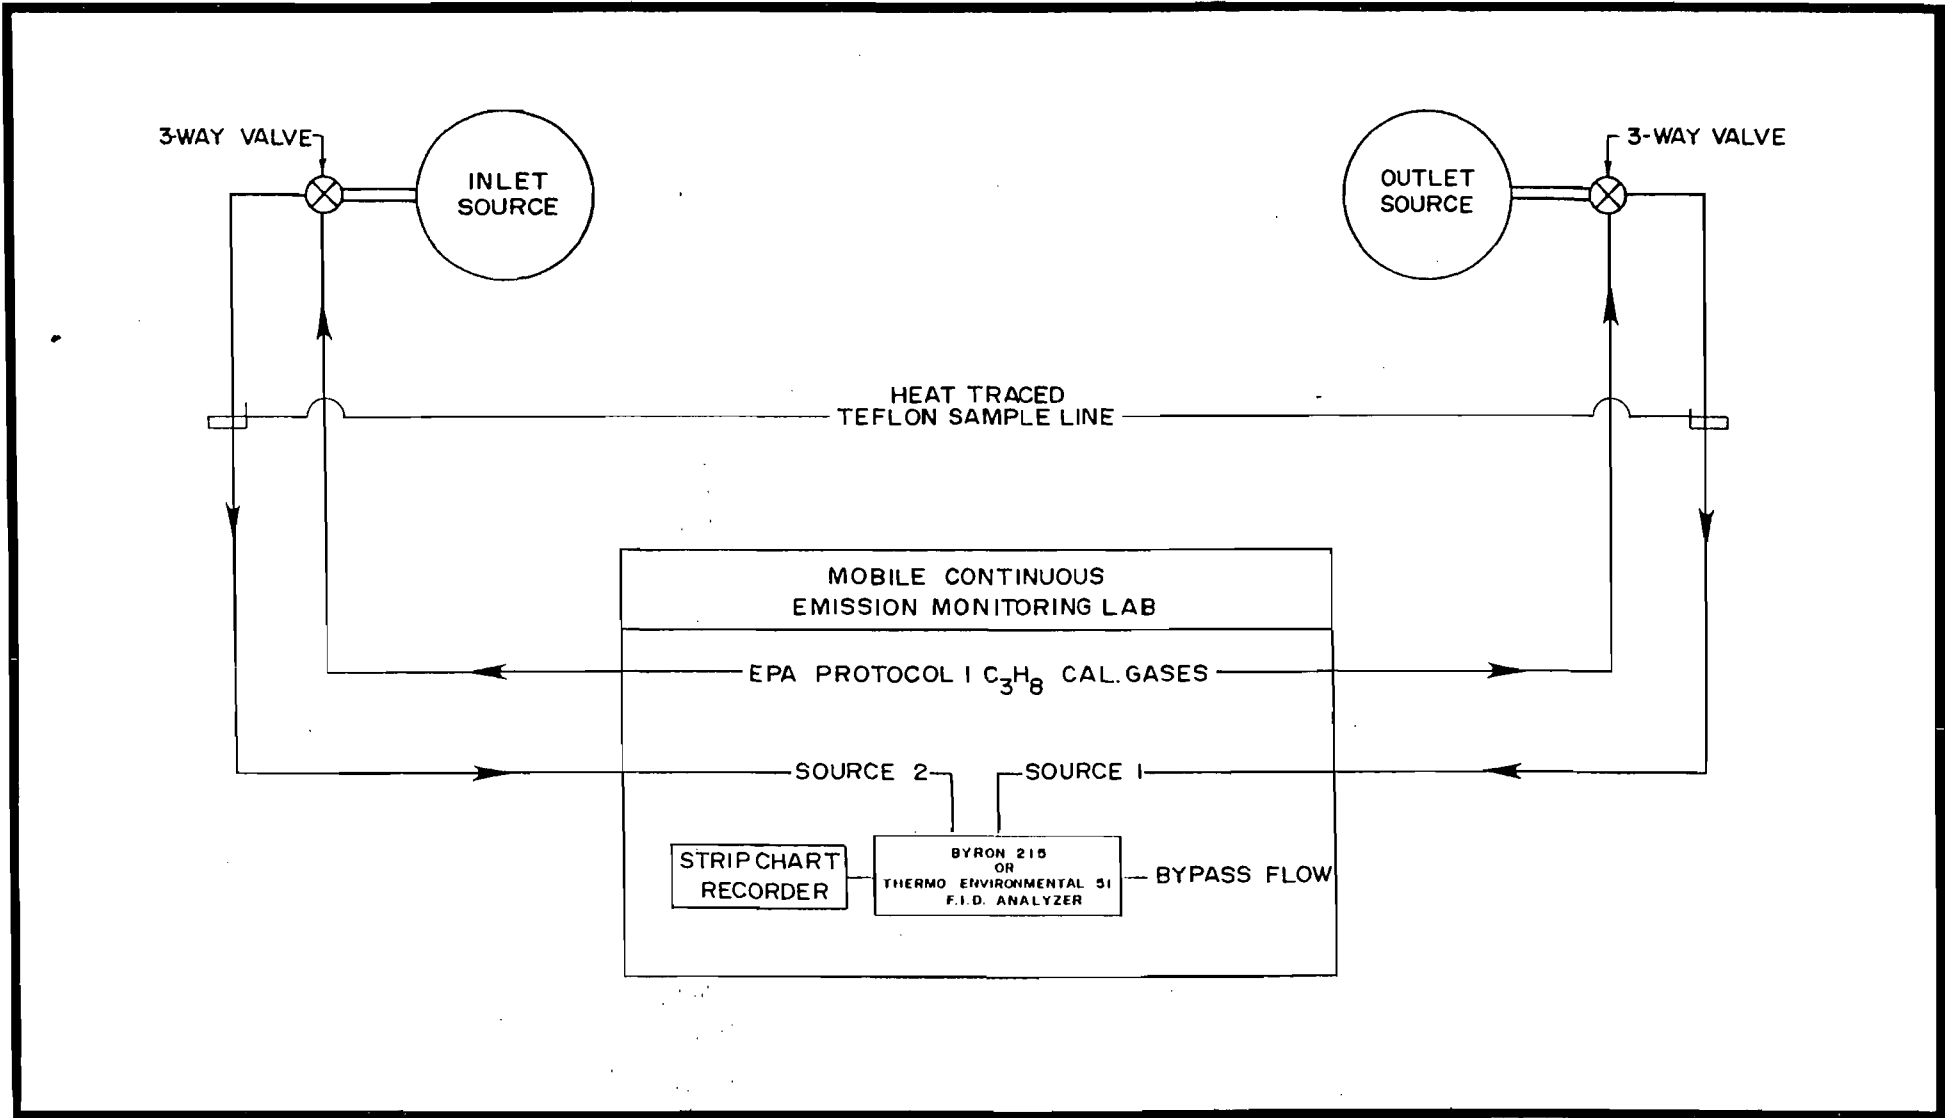 3-WAY VALVE
INLET
SOURCE
OUTLET
SOURCE
3-WAY VALVE
HEAT TRACED
TEFLON SAMPLE LINE
MOBILE CONTINUOUS
EMISSION MONITORING LAB
EPA PROTOCOL 1 C3H8 CAL. GASES
SOURCE 2
SOURCE 1
STRIP CHART
RECORDER
BYRON 215
OR
THERMO ENVIRONMENTAL 51
F.I.D. ANALYZER
BYPASS FLOW